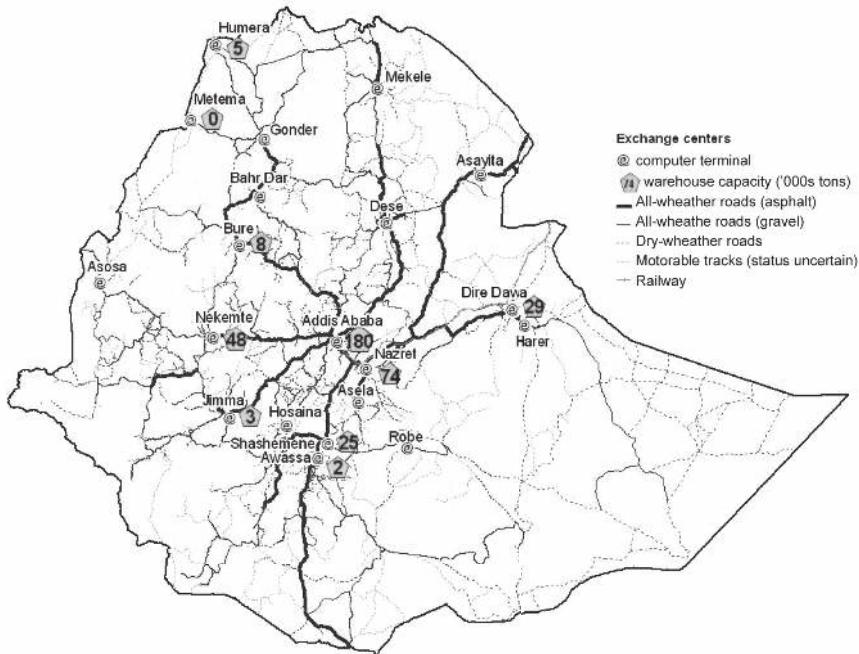 Humera
5
Mekele
Metema
0
Gonder
Asayita
Bahr Dar
Dese
Bure
8
Asosa
Dire Dawa
29
Harer
Nekemte
48
Addis Ababa
180
Nazret
74
Asela
Jimma
3
Hosaina
Shashemene
25
Robe
Awassa
2
Exchange centers
@ computer terminal
74 warehouse capacity ('000s tons)
All-wheather roads (asphalt)
All-wheathe roads (gravel)
Dry-wheather roads
Motorable tracks (status uncertain)
Railway